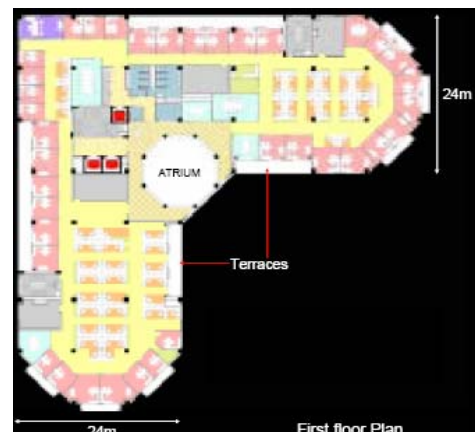 24m
ATRIUM
Terraces
24m
First floor Plan